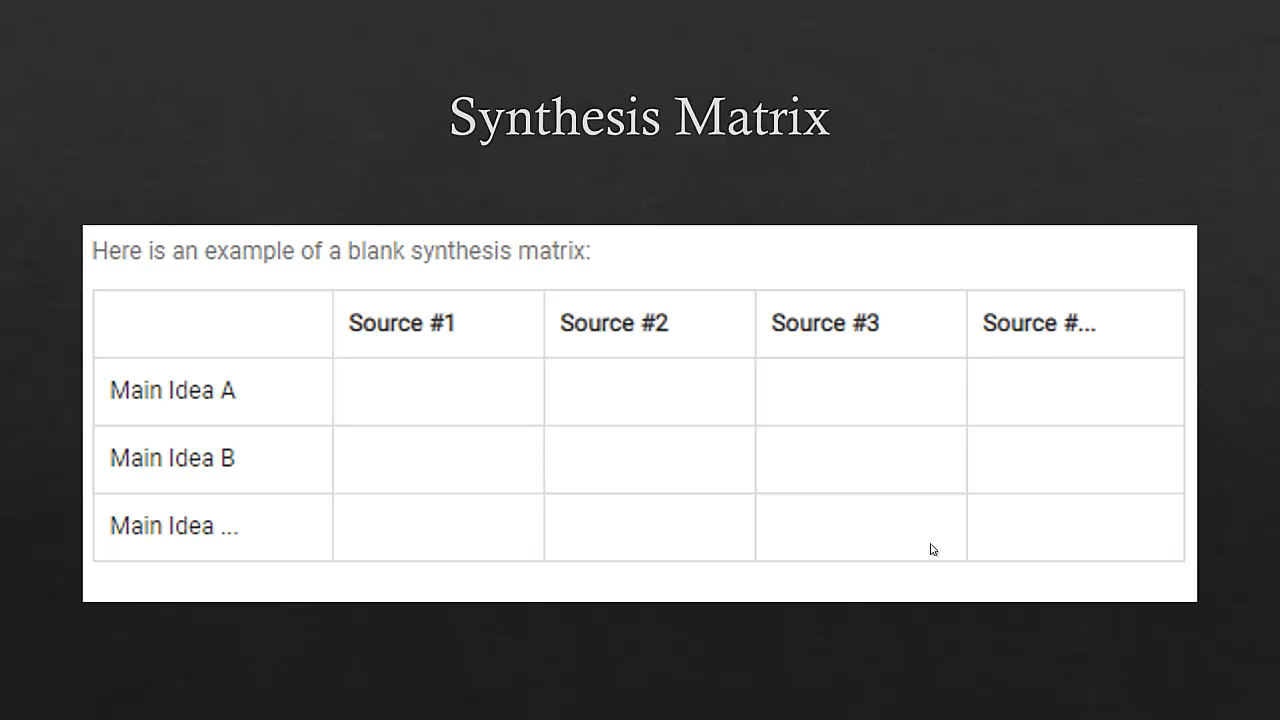 Synthesis Matrix
Here is an example of a blank synthesis matrix:
Source #1 Source #2 Source #3 Source #...
Main Idea A
Main Idea B
Main Idea ...